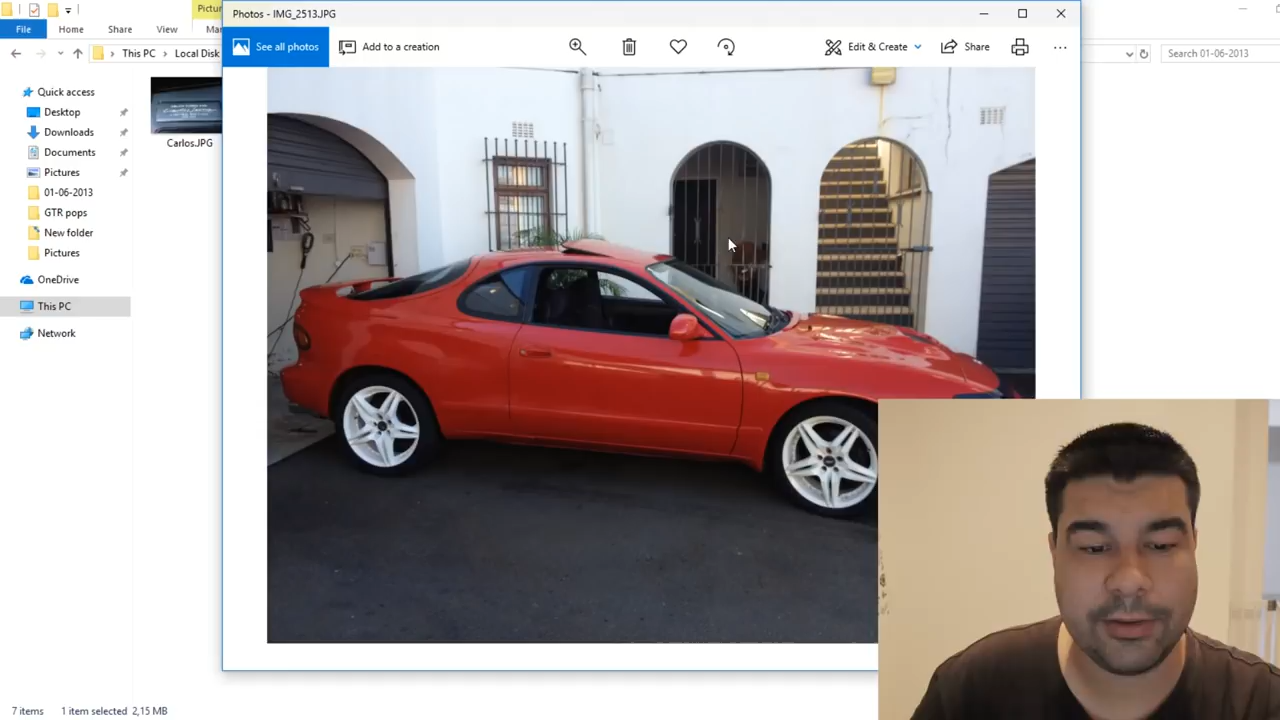 Pictur
Photos - IMG_2513.JPG
File
Home
Share
View
Mar
See all photos
Add to a creation
Edit & Create
Share
This PC
Local Disk
Search 01-06-2013
Quick access
Desktop
Downloads
Documents
Pictures
01-06-2013
GTR pops
New folder
Pictures
OneDrive
This PC
Network
Carlos.JPG
7 items
1 item selected 2,15 MB